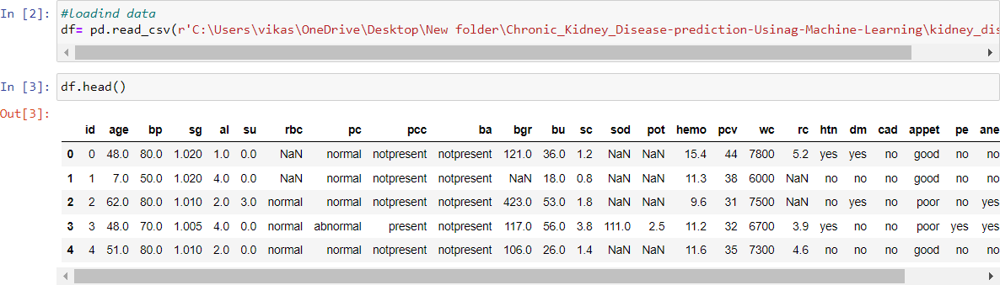 In [2]: #loadind data
df= pd.read_csv(r'C:\Users\vikas\OneDrive\Desktop\New folder\Chronic_Kidney_Disease-prediction-Usinag-Machine-Learning\kidney_dis
In [3]: df.head()
Out[3]:
id age bp sg al su rbc pc pcc ba bgr bu sc sod pot hemo pcv wc rc htn dm cad appet pe ane
0 0 48.0 80.0 1.020 1.0 0.0 NaN normal notpresent notpresent 121.0 36.0 1.2 NaN NaN 15.4 44 7800 5.2 yes yes no good no no
1 1 7.0 50.0 1.020 4.0 0.0 NaN normal notpresent notpresent NaN 18.0 0.8 NaN NaN 11.3 38 6000 NaN no no no good no no
2 2 62.0 80.0 1.010 2.0 3.0 normal normal notpresent notpresent 423.0 53.0 1.8 NaN NaN 9.6 31 7500 NaN no yes no poor no yes
3 3 48.0 70.0 1.005 4.0 0.0 normal abnormal present notpresent 117.0 56.0 3.8 111.0 2.5 11.2 32 6700 3.9 yes no no poor yes yes
4 4 51.0 80.0 1.010 2.0 0.0 normal normal notpresent notpresent 106.0 26.0 1.4 NaN NaN 11.6 35 7300 4.6 no no no good no no